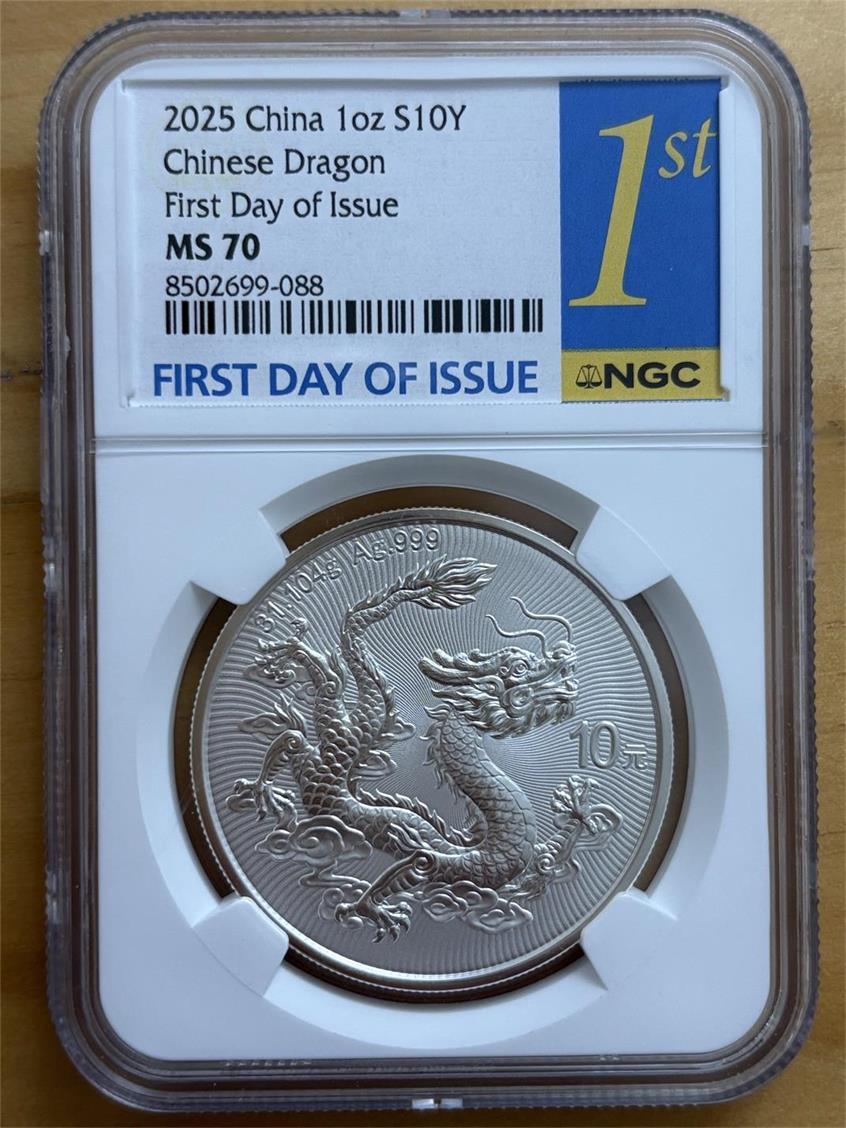 2025 China 1oz S10Y
Chinese Dragon
First Day of Issue
MS 70
8502699-088
FIRST DAY OF ISSUE
1st
NGC
31.104g Ag.999
10元